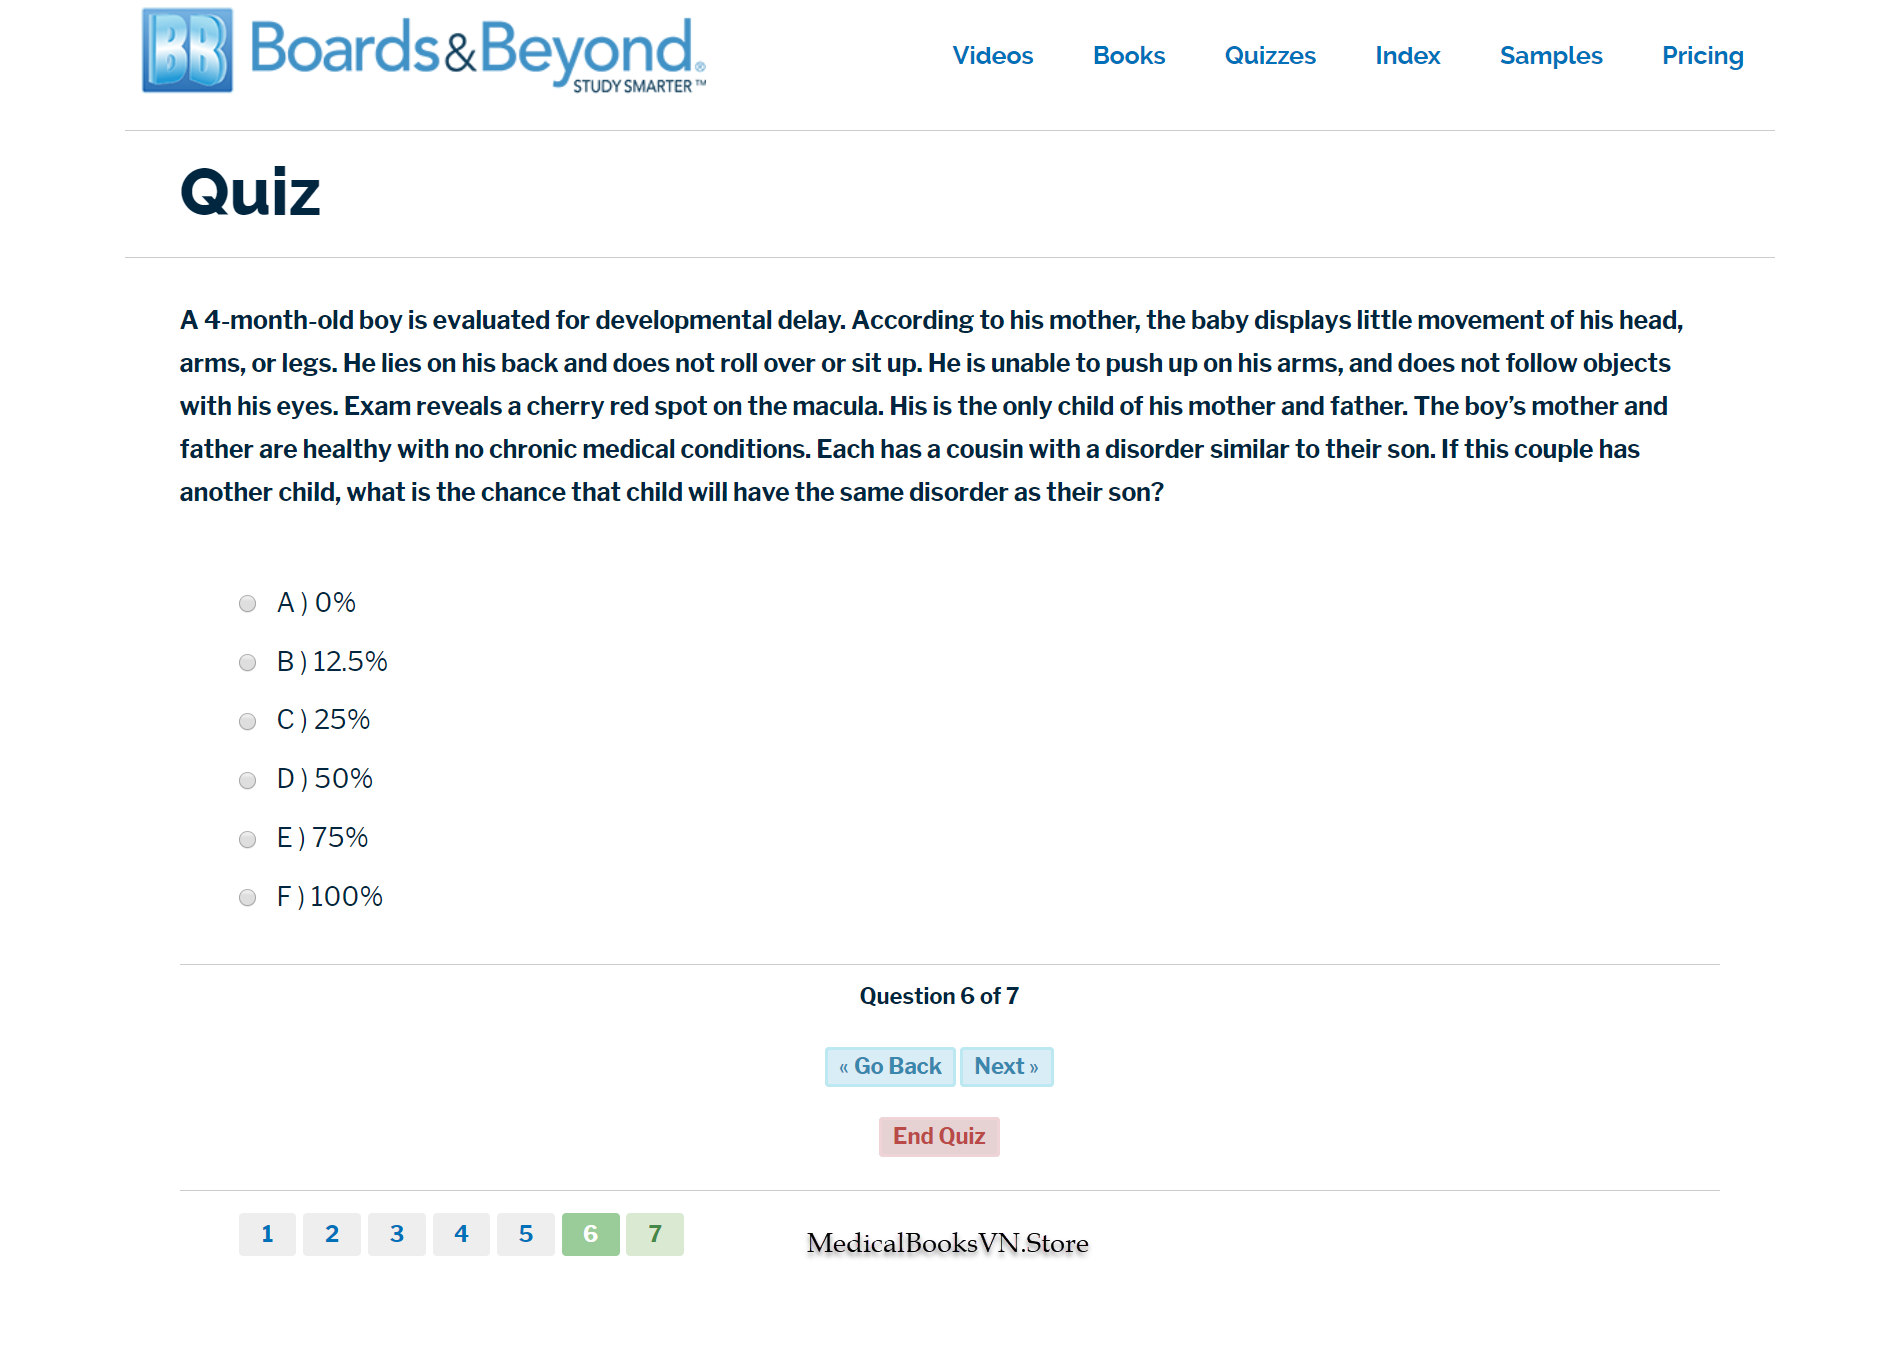 BB Boards&Beyond®
STUDY SMARTER™
Videos Books Quizzes Index Samples Pricing
Quiz
A 4-month-old boy is evaluated for developmental delay. According to his mother, the baby displays little movement of his head,
arms, or legs. He lies on his back and does not roll over or sit up. He is unable to push up on his arms, and does not follow objects
with his eyes. Exam reveals a cherry red spot on the macula. His is the only child of his mother and father. The boy’s mother and
father are healthy with no chronic medical conditions. Each has a cousin with a disorder similar to their son. If this couple has
another child, what is the chance that child will have the same disorder as their son?
A ) 0%
B ) 12.5%
C ) 25%
D ) 50%
E ) 75%
F ) 100%
Question 6 of 7
« Go Back Next »
End Quiz
1 2 3 4 5 6 7
MedicalBooksVN.Store